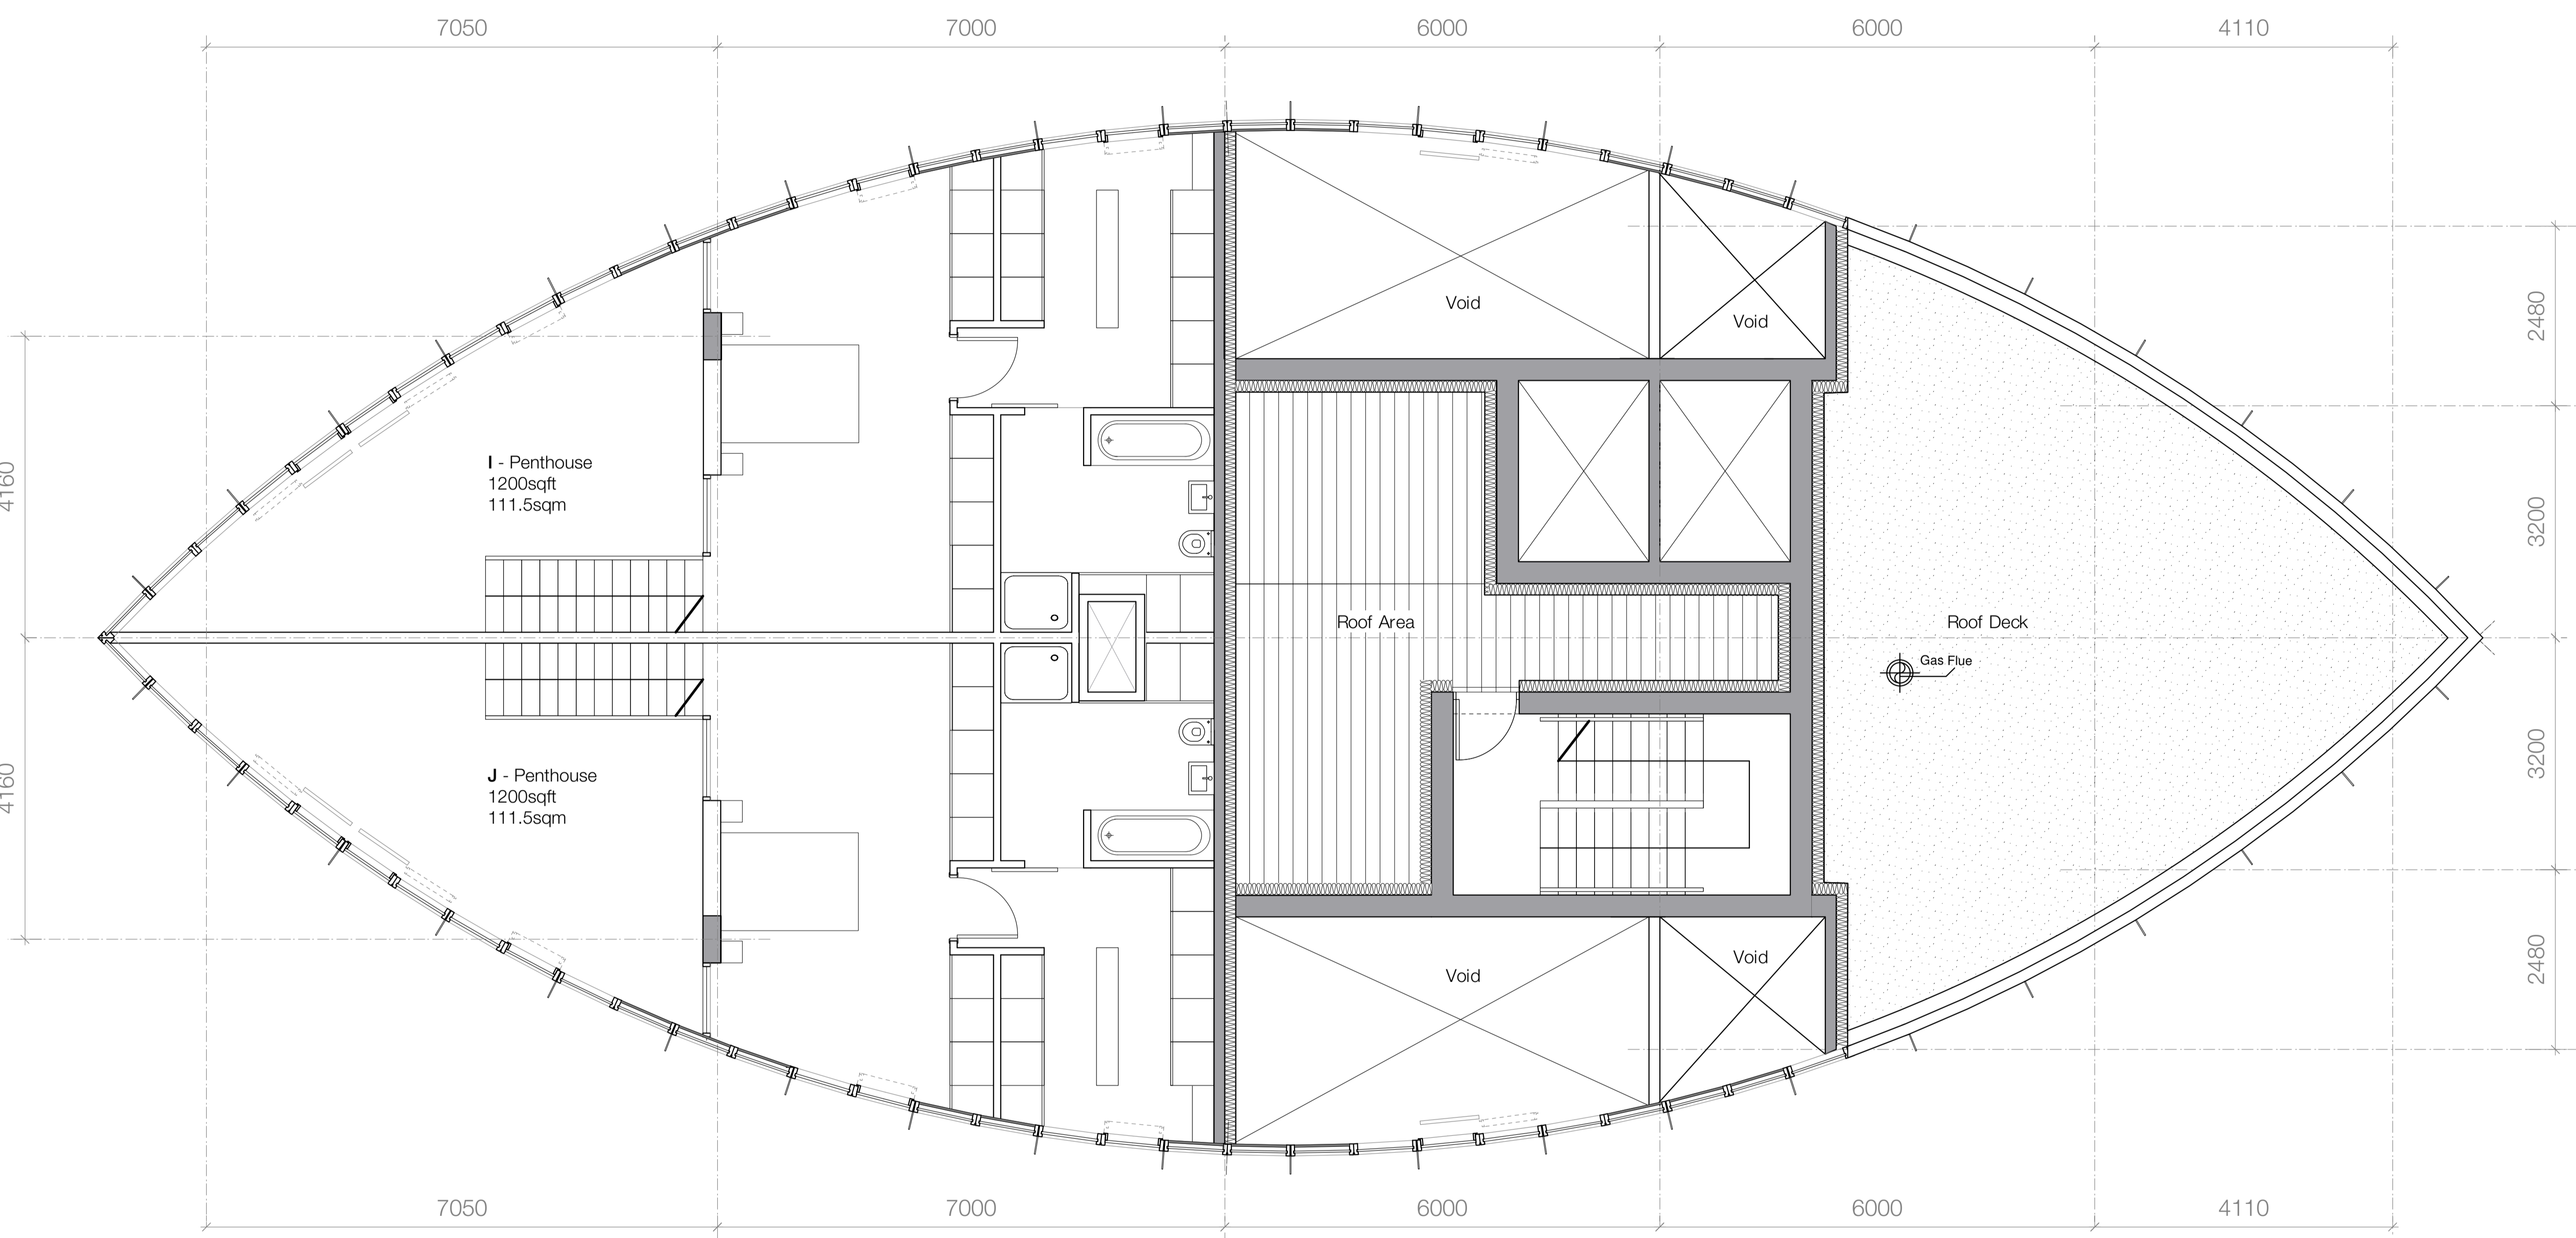 7050 7000 6000 6000 4110
2480
Void
Void
I - Penthouse
1200sqft
111.5sqm
4160
3200
Roof Area
Roof Deck
Gas Flue
J - Penthouse
1200sqft
111.5sqm
4160
3200
Void
Void
2480
7050 7000 6000 6000 4110